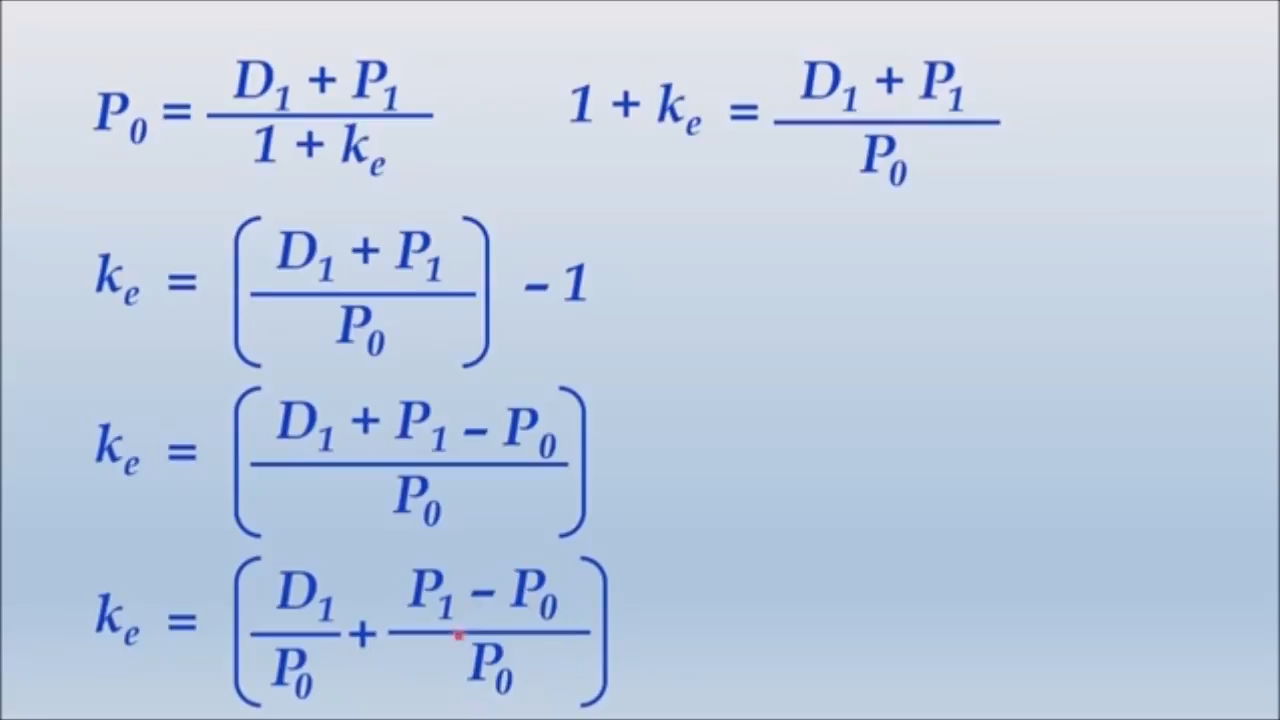 P₀ = (D₁ + P₁) / (1 + kₑ)    1 + kₑ = (D₁ + P₁) / P₀
kₑ = ((D₁ + P₁) / P₀) – 1
kₑ = ((D₁ + P₁ – P₀) / P₀)
kₑ = (D₁ / P₀ + (P₁ – P₀) / P₀)